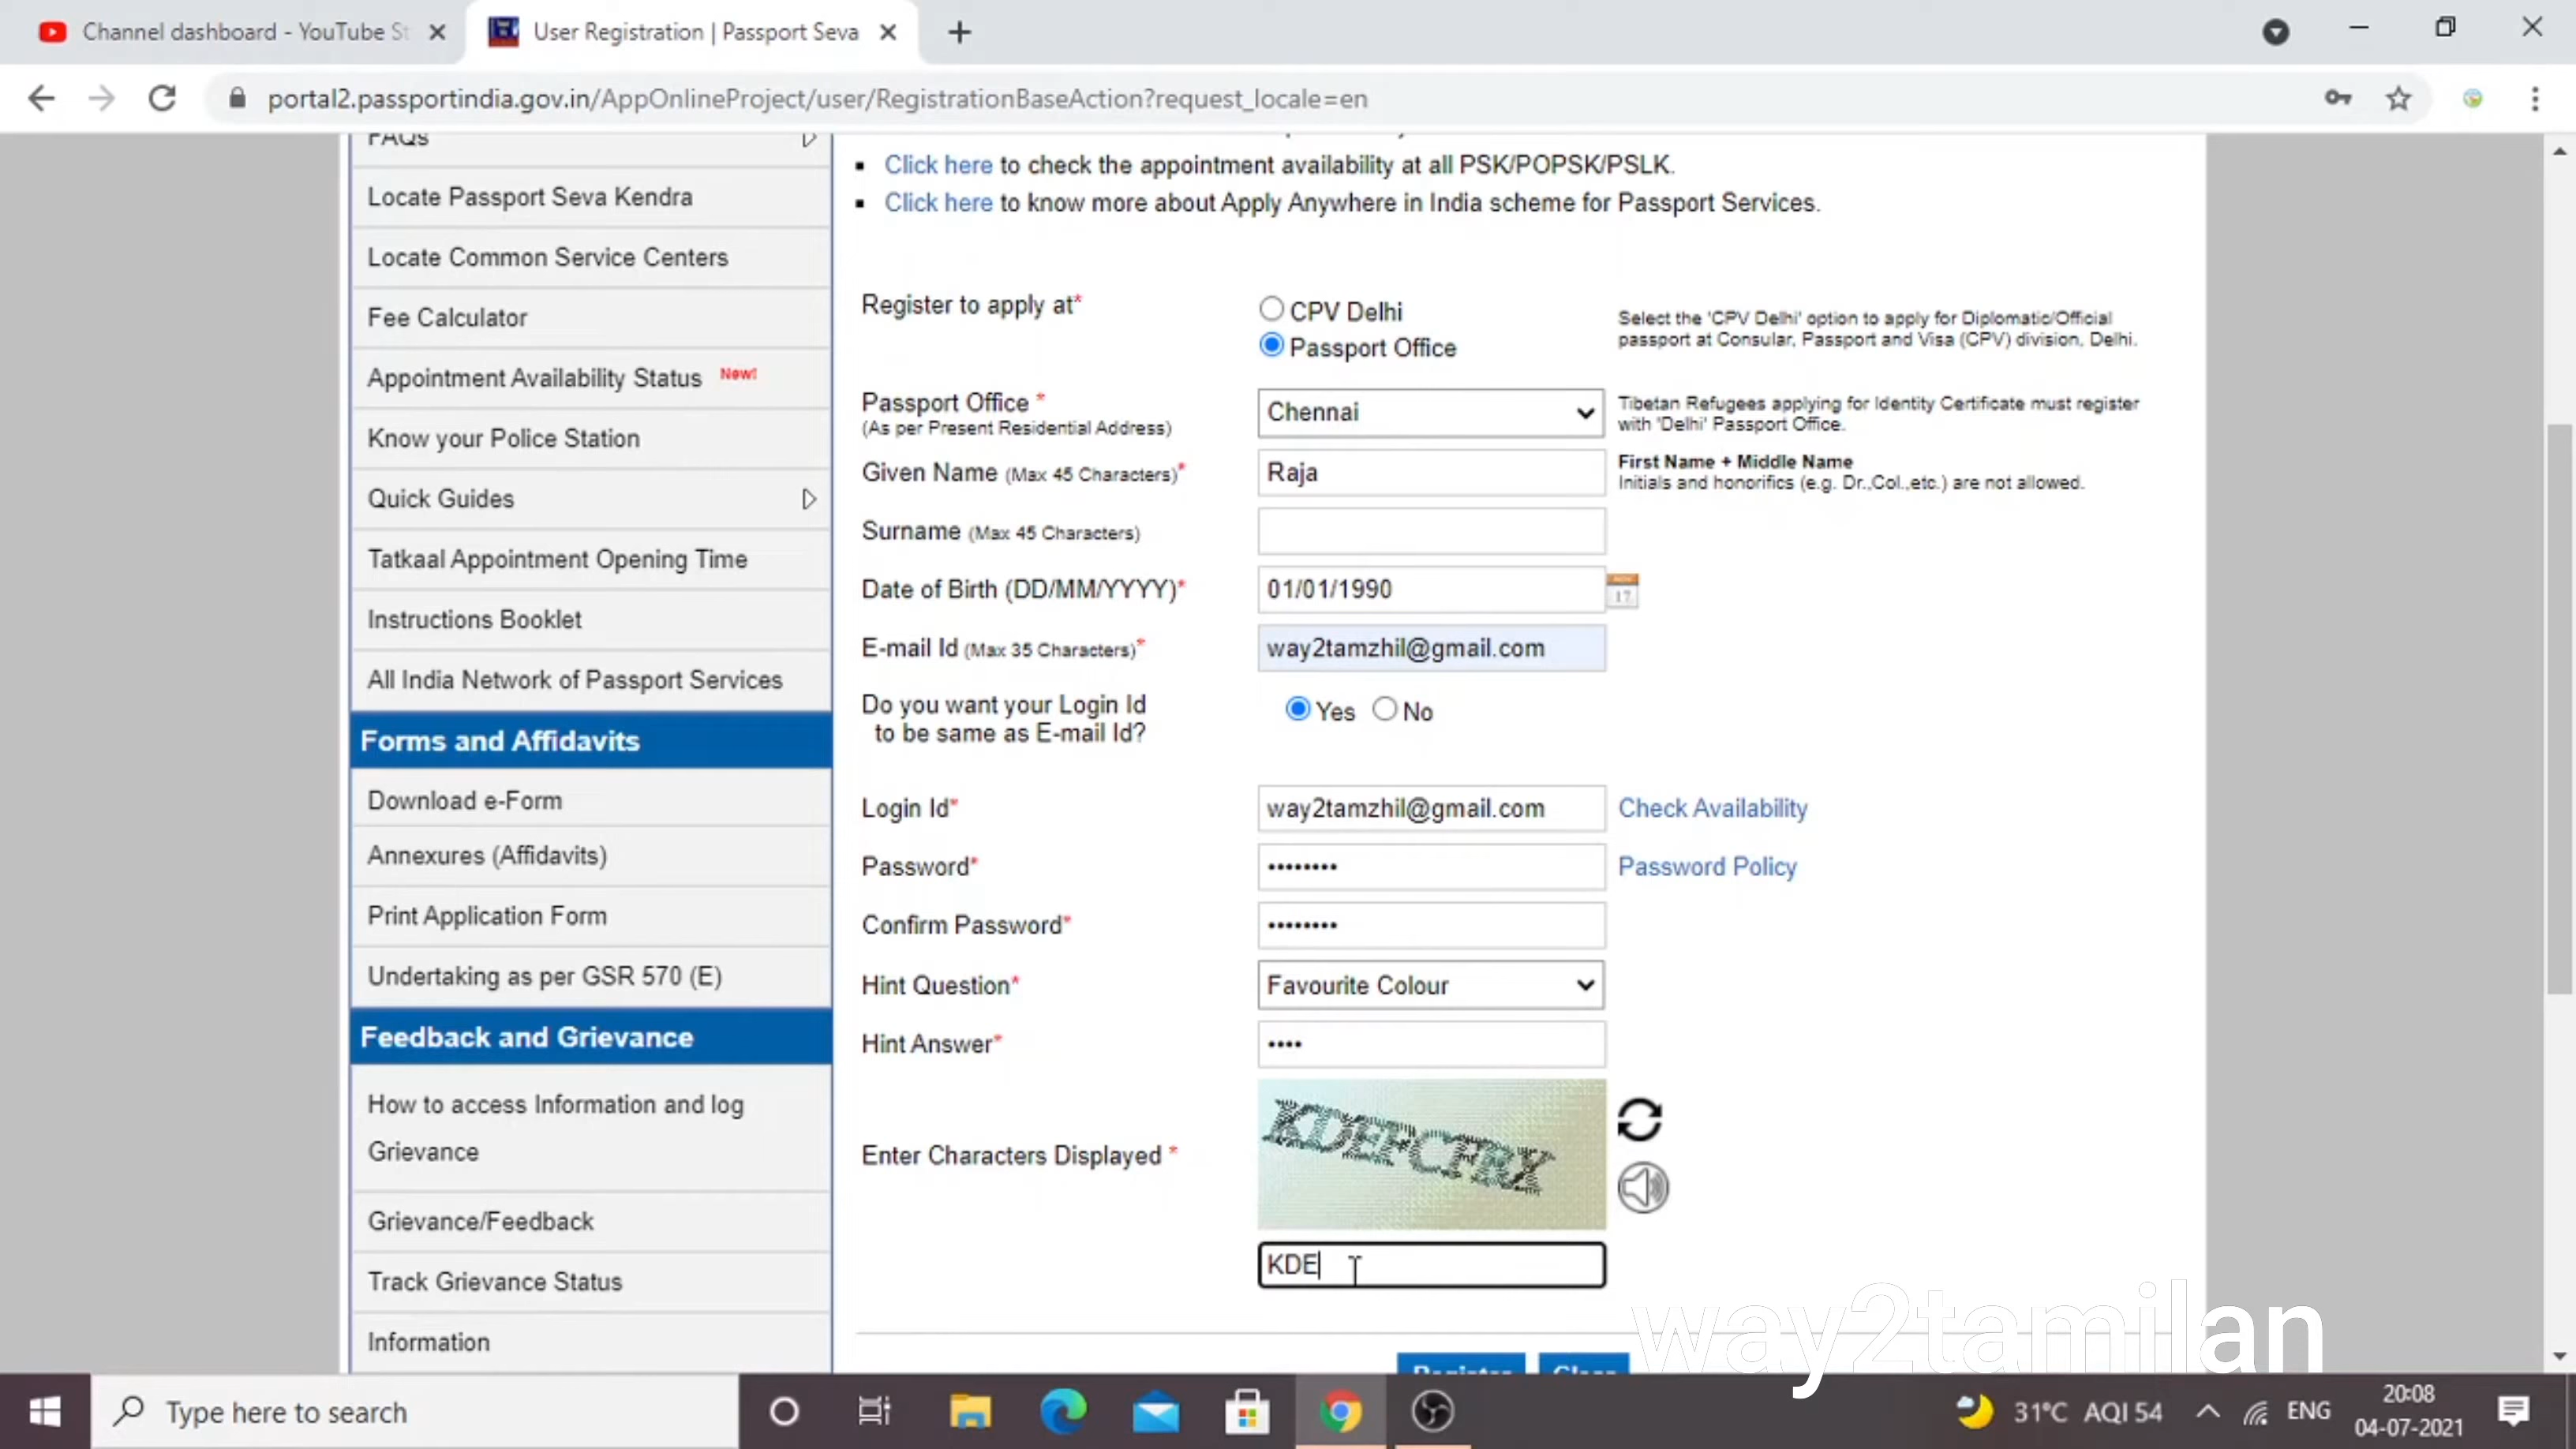 Channel dashboard - YouTube St
User Registration | Passport Seva
portal2.passportindia.gov.in/AppOnlineProject/user/RegistrationBaseAction?request_locale=en
FAQs
Locate Passport Seva Kendra
Locate Common Service Centers
Fee Calculator
Appointment Availability Status New!
Know your Police Station
Quick Guides
Tatkaal Appointment Opening Time
Instructions Booklet
All India Network of Passport Services
Forms and Affidavits
Download e-Form
Annexures (Affidavits)
Print Application Form
Undertaking as per GSR 570 (E)
Feedback and Grievance
How to access Information and log
Grievance
Grievance/Feedback
Track Grievance Status
Information
▪ Click here to check the appointment availability at all PSK/POPSK/PSLK.
▪ Click here to know more about Apply Anywhere in India scheme for Passport Services.
Register to apply at*
CPV Delhi
Passport Office
Select the 'CPV Delhi' option to apply for Diplomatic/Official
passport at Consular, Passport and Visa (CPV) division, Delhi.
Passport Office *
(As per Present Residential Address)
Chennai
Tibetan Refugees applying for Identity Certificate must register
with 'Delhi' Passport Office.
Given Name (Max 45 Characters)*
Raja
First Name + Middle Name
Initials and honorifics (e.g. Dr.,Col.,etc.) are not allowed.
Surname (Max 45 Characters)
Date of Birth (DD/MM/YYYY)*
01/01/1990
NOV
17
E-mail Id (Max 35 Characters)*
way2tamzhil@gmail.com
Do you want your Login Id
to be same as E-mail Id?
Yes No
Login Id*
way2tamzhil@gmail.com
Check Availability
Password*
••••••••
Password Policy
Confirm Password*
••••••••
Hint Question*
Favourite Colour
Hint Answer*
••••
Enter Characters Displayed *
KDE
Register Clear
way2tamilan
Type here to search
31°C AQI 54
ENG
20:08
04-07-2021